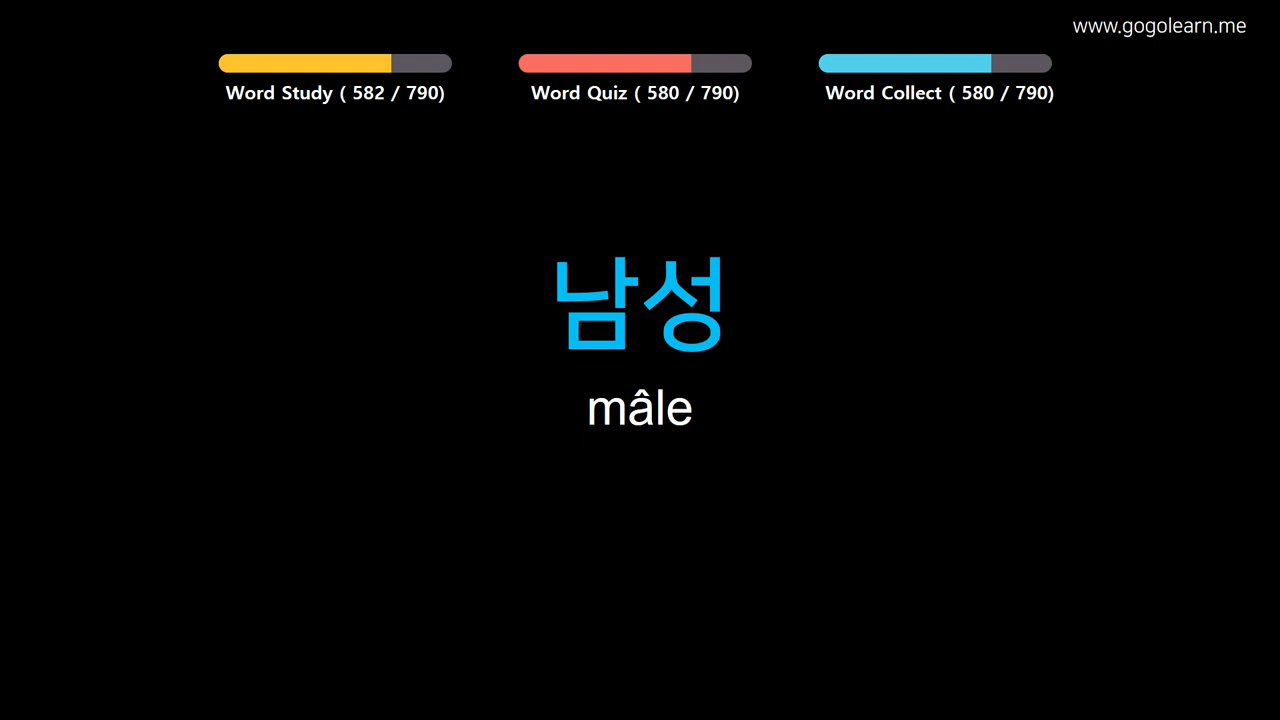 www.gogolearn.me
Word Study ( 582 / 790)
Word Quiz ( 580 / 790)
Word Collect ( 580 / 790)
남성
mâle